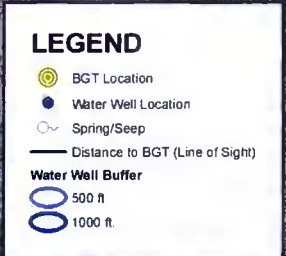 LEGEND
BGT Location
Water Well Location
Spring/Seep
Distance to BGT (Line of Sight)
Water Well Buffer
500 ft
1000 ft.